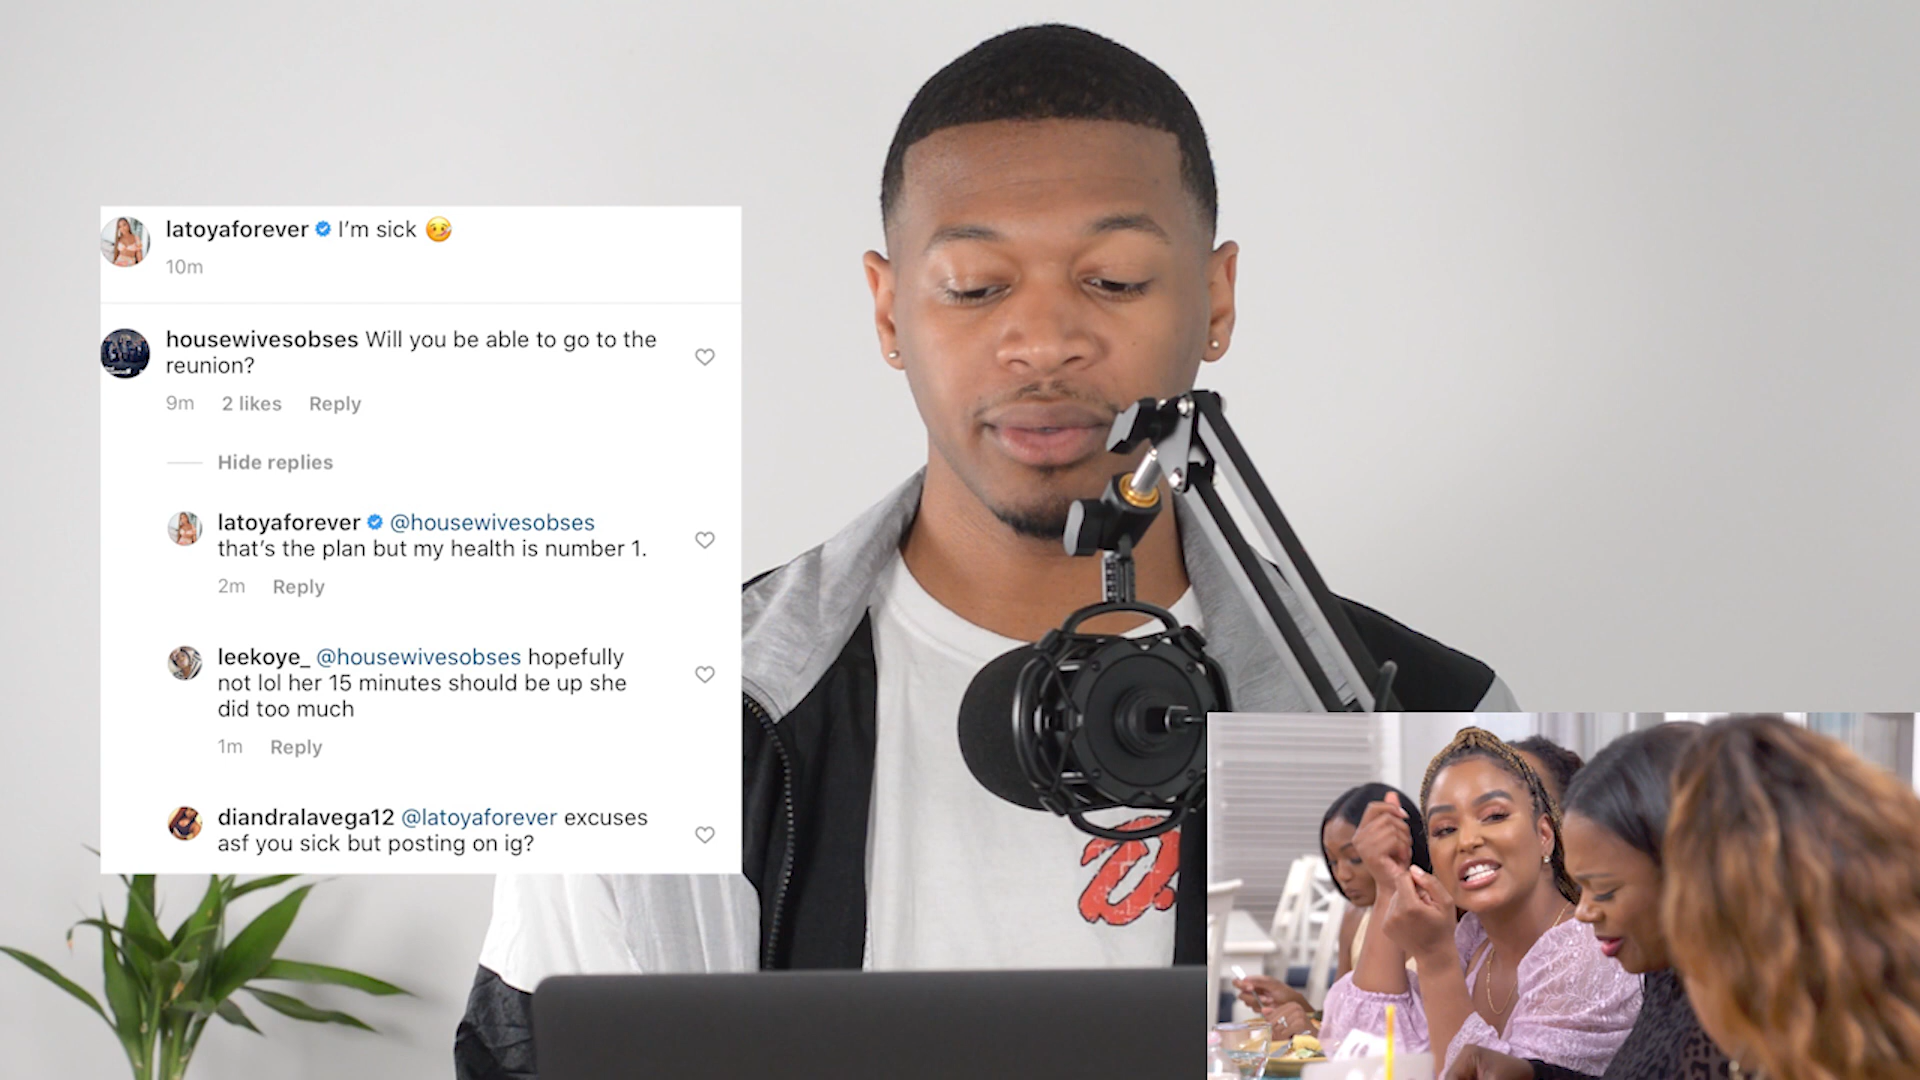 latoyaforever I’m sick 🤒
10m
housewivesobses Will you be able to go to the
reunion?
9m 2 likes Reply
Hide replies
latoyaforever @housewivesobses
that’s the plan but my health is number 1.
2m Reply
leekoye_ @housewivesobses hopefully
not lol her 15 minutes should be up she
did too much
1m Reply
diandralavega12 @latoyaforever excuses
asf you sick but posting on ig?